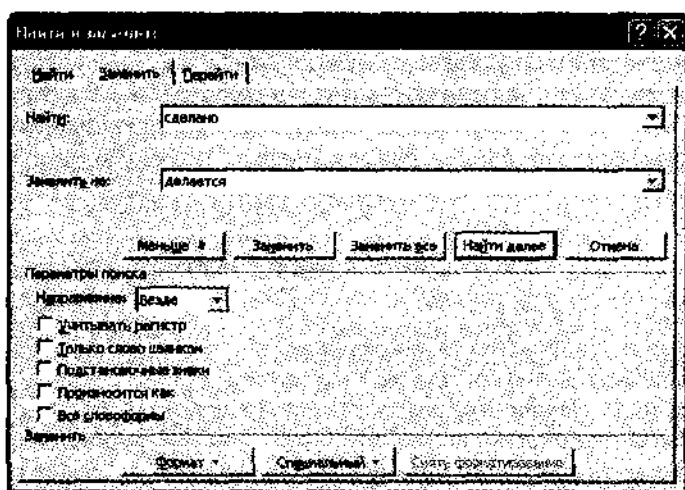 Найти и заменить
Найти Заменить Перейти
Найти: сделано
Заменить на: делается
Меньше Заменить Заменить все Найти далее Отмена
Параметры поиска
Направление: Везде
Учитывать регистр
Только слово целиком
Подстановочные знаки
Произносится как
Все словоформы
Заменить
Формат Специальный Снять форматирование